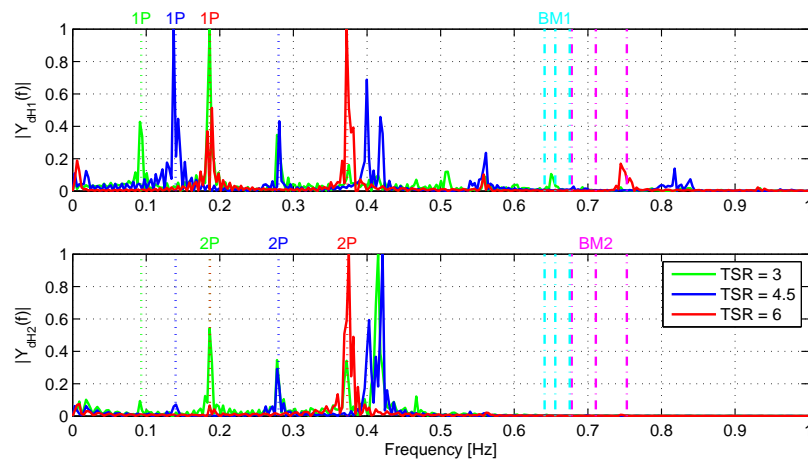 1P 1P 1P BM1
1
0.8
0.6
0.4
0.2
0
|Y_dH1(f)|
0 0.1 0.2 0.3 0.4 0.5 0.6 0.7 0.8 0.9 1
2P 2P 2P BM2
1
0.8
0.6
0.4
0.2
0
|Y_dH2(f)|
TSR = 3
TSR = 4.5
TSR = 6
0 0.1 0.2 0.3 0.4 0.5 0.6 0.7 0.8 0.9 1
Frequency [Hz]